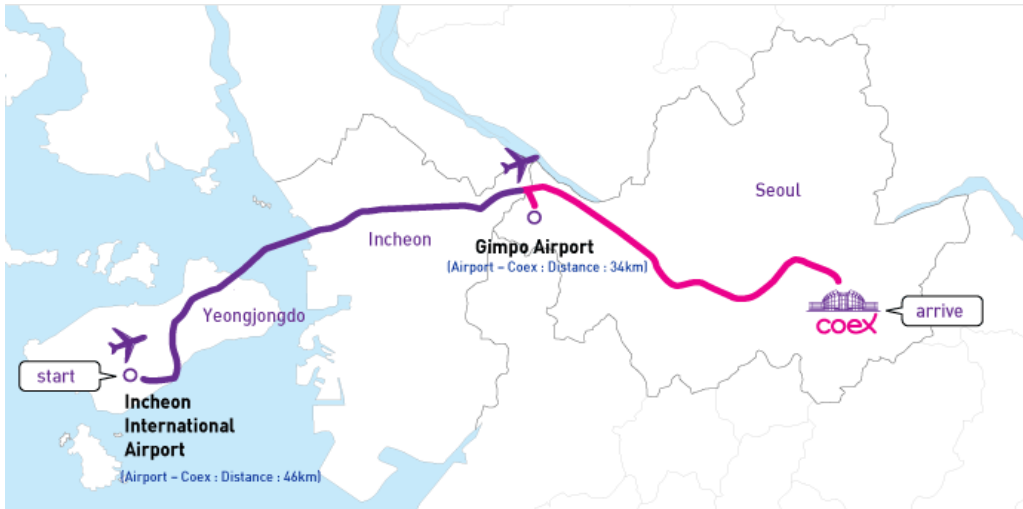 Seoul
Incheon
Gimpo Airport
(Airport – Coex : Distance : 34km)
Yeongjongdo
coex
arrive
start
Incheon
International
Airport
(Airport – Coex : Distance : 46km)